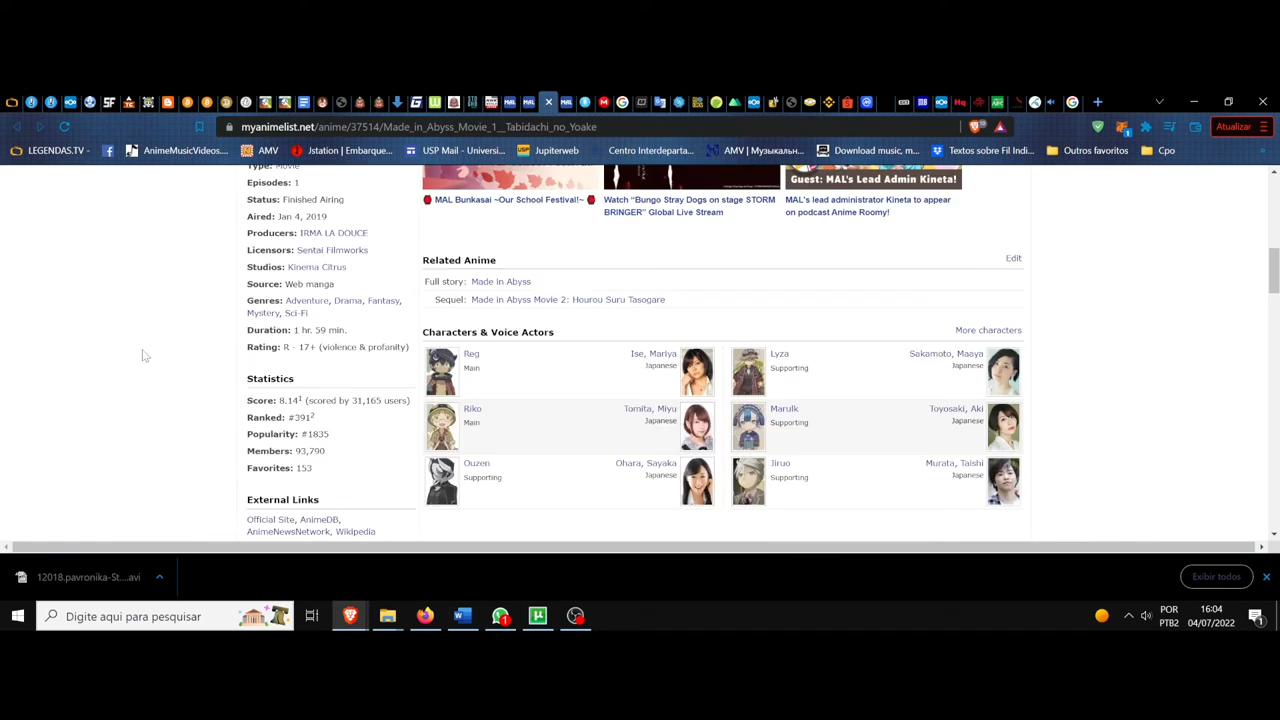 myanimelist.net/anime/37514/Made_in_Abyss_Movie_1__Tabidachi_no_Yoake
Atualizar
LEGENDAS.TV -
AnimeMusicVideos...
AMV
Jstation | Embarque...
USP Mail - Universi...
Jupiterweb
Centro Interdeparta...
AMV | Музыкальн...
Download music, m...
Textos sobre Fil Indi...
Outros favoritos
Cpo
Type: Movie
Episodes: 1
Status: Finished Airing
Aired: Jan 4, 2019
Producers: IRMA LA DOUCE
Licensors: Sentai Filmworks
Studios: Kinema Citrus
Source: Web manga
Genres: Adventure, Drama, Fantasy,
Mystery, Sci-Fi
Duration: 1 hr. 59 min.
Rating: R - 17+ (violence & profanity)
Statistics
Score: 8.14¹ (scored by 31,165 users)
Ranked: #391²
Popularity: #1835
Members: 93,790
Favorites: 153
External Links
Official Site, AnimeDB,
AnimeNewsNetwork, Wikipedia
Guest: MAL's Lead Admin Kineta!
MAL Bunkasai ~Our School Festival!~
Watch “Bungo Stray Dogs on stage STORM
BRINGER” Global Live Stream
MAL's lead administrator Kineta to appear
on podcast Anime Roomy!
Related Anime
Edit
Full story: Made in Abyss
Sequel: Made in Abyss Movie 2: Hourou Suru Tasogare
Characters & Voice Actors
More characters
Reg
Main
Ise, Mariya
Japanese
Lyza
Supporting
Sakamoto, Maaya
Japanese
Riko
Main
Tomita, Miyu
Japanese
Marulk
Supporting
Toyosaki, Aki
Japanese
Ouzen
Supporting
Ohara, Sayaka
Japanese
Jiruo
Supporting
Murata, Taishi
Japanese
12018.pavronika-St....avi
Exibir todos
Digite aqui para pesquisar
POR
PTB2
16:04
04/07/2022